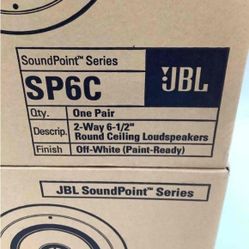 SoundPoint™ Series
SP6C
JBL
Qty. One Pair
Descrip. 2-Way 6-1/2"
Round Ceiling Loudspeakers
Finish Off-White (Paint-Ready)
JBL SoundPoint™ Series